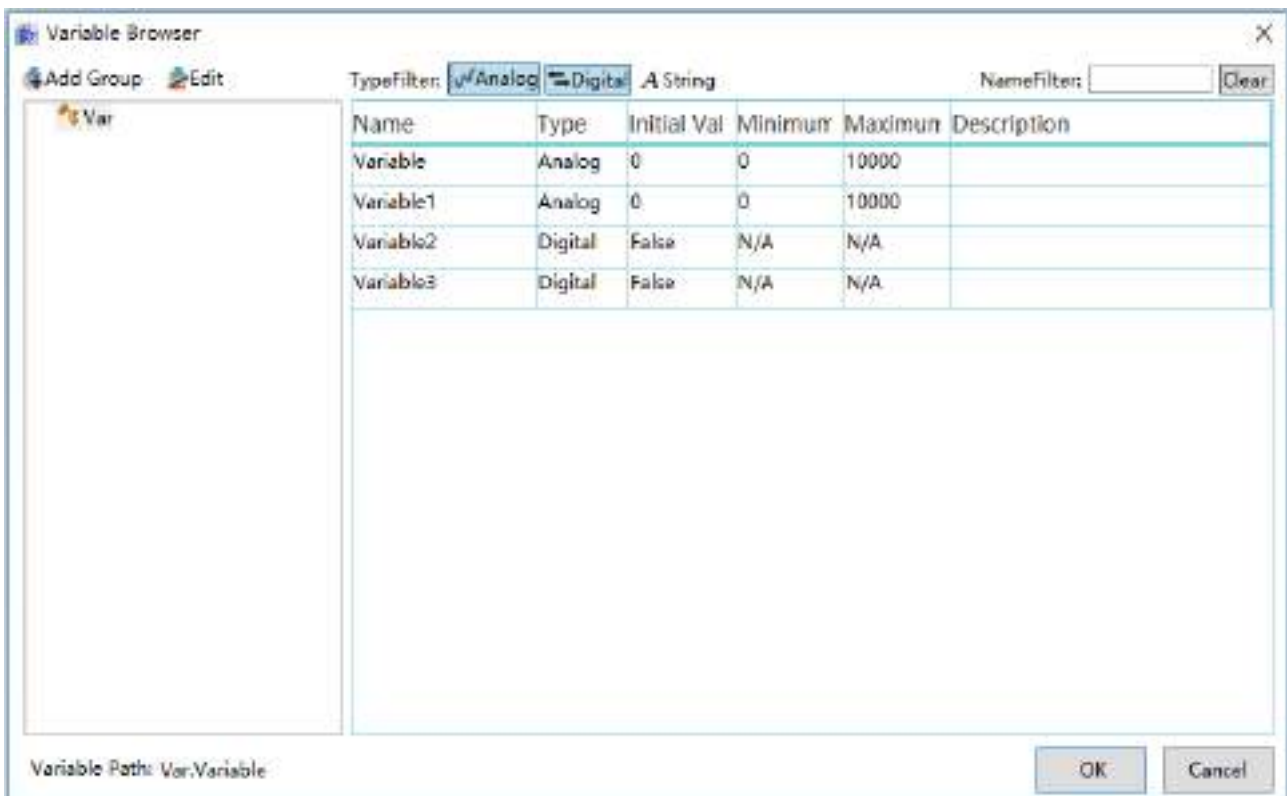 Variable Browser
Add Group Edit TypeFilter: Analog Digital A String NameFilter: Clear
Var
Name Type Initial Val Minimum Maximum Description
Variable Analog 0 0 10000
Variable1 Analog 0 0 10000
Variable2 Digital False N/A N/A
Variable3 Digital False N/A N/A
Variable Path: Var.Variable OK Cancel